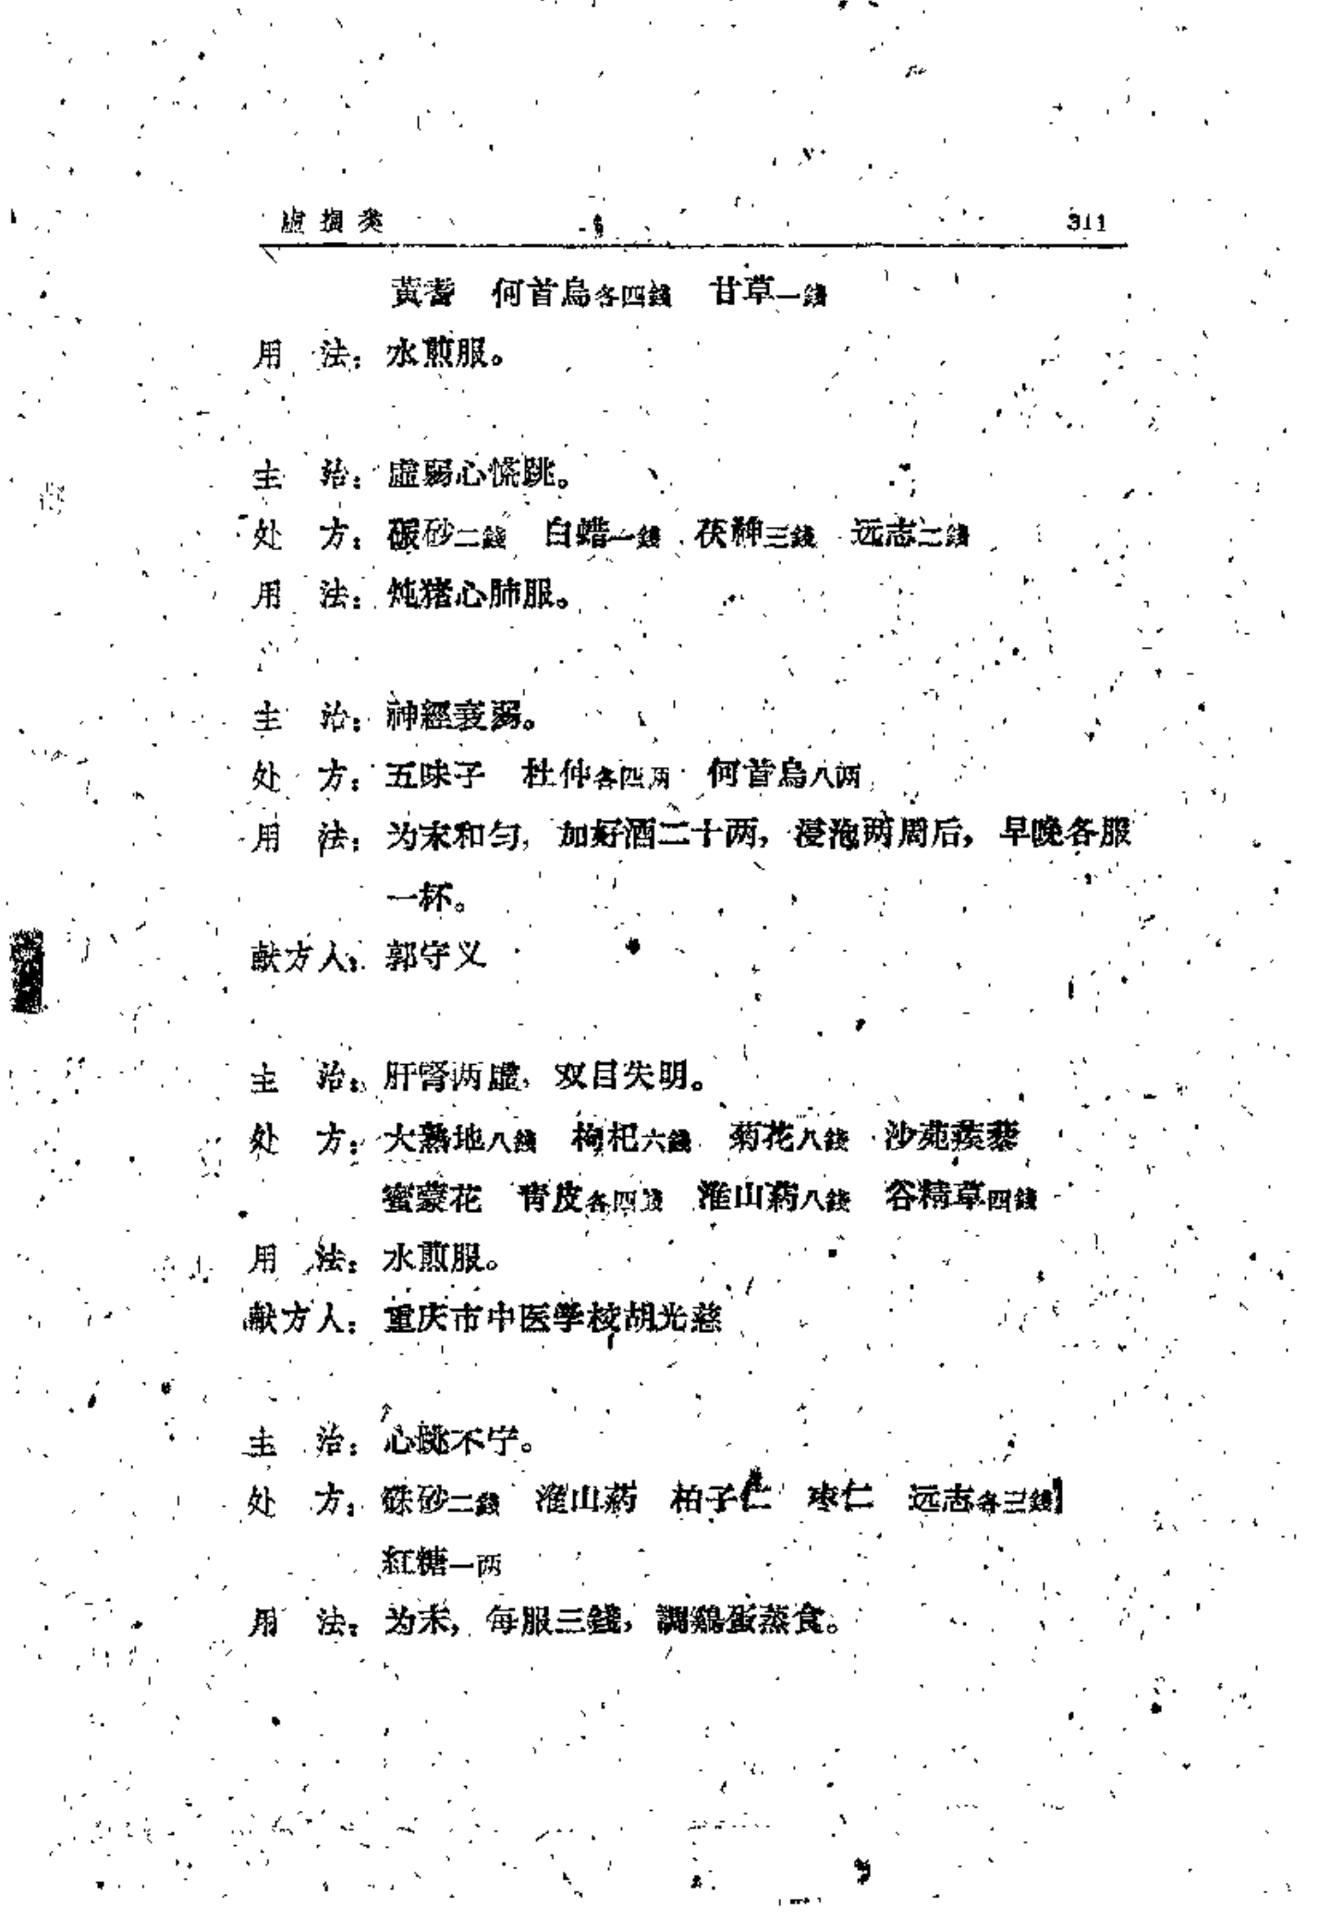 虚損类 311
黃耆 何首烏各四錢 甘草一錢
用 法：水煎服。
主 治：虛弱心慌跳。
处 方：硃砂二錢 白蜡一錢 茯神三錢 远志二錢
用 法：炖猪心肺服。
主 治：神經衰弱。
处 方：五味子 杜仲各四两 何首烏八两
用 法：为末和匀，加好酒二十两，浸泡两周后，早晚各服
一杯。
献方人：郭守义
主 治：肝腎两虛，双目失明。
处 方：大熟地八錢 枸杞六錢 菊花八錢 沙苑蒺藜
蜜蒙花 青皮各四錢 淮山药八錢 谷精草四錢
用 法：水煎服。
献方人：重庆市中医学校胡光慈
主 治：心跳不宁。
处 方：硃砂二錢 淮山药 柏子仁 枣仁 远志各三錢
紅糖一两
用 法：为末，每服三錢，調鷄蛋蒸食。